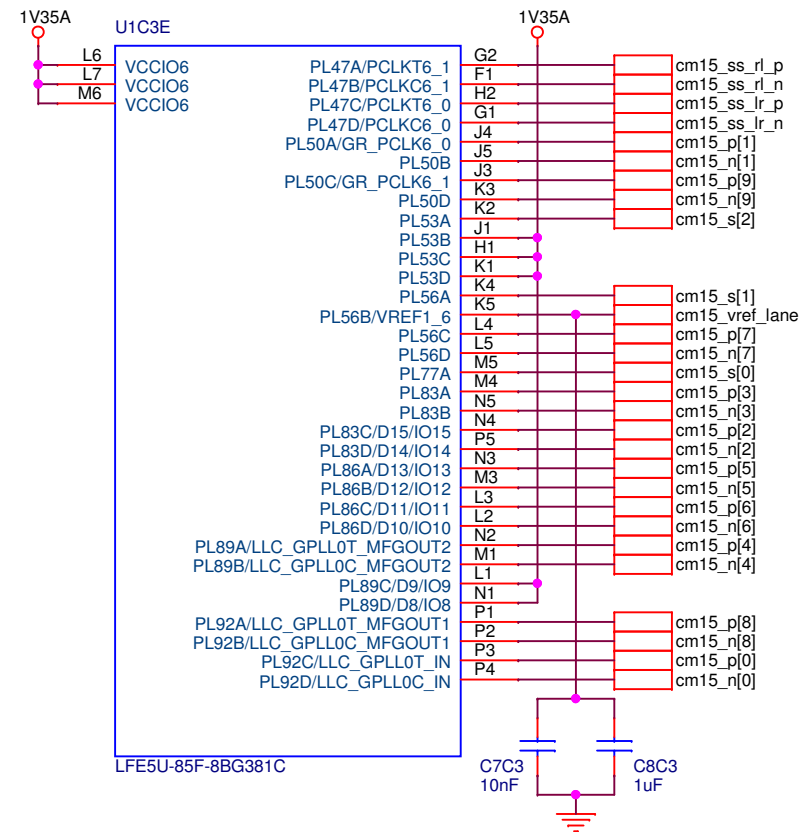 1V35A
1V35A
U1C3E
L6 VCCIO6
L7 VCCIO6
M6 VCCIO6
PL47A/PCLKT6_1 G2 cm15_ss_rl_p
PL47B/PCLKC6_1 F1 cm15_ss_rl_n
PL47C/PCLKT6_0 H2 cm15_ss_lr_p
PL47D/PCLKC6_0 G1 cm15_ss_lr_n
PL50A/GR_PCLK6_0 J4 cm15_p[1]
PL50B J5 cm15_n[1]
PL50C/GR_PCLK6_1 J3 cm15_p[9]
PL50D K3 cm15_n[9]
PL53A K2 cm15_s[2]
PL53B J1
PL53C H1
PL53D K1
PL56A K4 cm15_s[1]
PL56B/VREF1_6 K5 cm15_vref_lane
PL56C L4 cm15_p[7]
PL56D L5 cm15_n[7]
PL77A M5 cm15_s[0]
PL83A M4 cm15_p[3]
PL83B N5 cm15_n[3]
PL83C/D15/IO15 N4 cm15_p[2]
PL83D/D14/IO14 P5 cm15_n[2]
PL86A/D13/IO13 N3 cm15_p[5]
PL86B/D12/IO12 M3 cm15_n[5]
PL86C/D11/IO11 L3 cm15_p[6]
PL86D/D10/IO10 L2 cm15_n[6]
PL89A/LLC_GPLL0T_MFGOUT2 N2 cm15_p[4]
PL89B/LLC_GPLL0C_MFGOUT2 M1 cm15_n[4]
PL89C/D9/IO9 L1
PL89D/D8/IO8 N1
PL92A/LLC_GPLL0T_MFGOUT1 P1 cm15_p[8]
PL92B/LLC_GPLL0C_MFGOUT1 P2 cm15_n[8]
PL92C/LLC_GPLL0T_IN P3 cm15_p[0]
PL92D/LLC_GPLL0C_IN P4 cm15_n[0]
LFE5U-85F-8BG381C
C7C3
10nF
C8C3
1uF